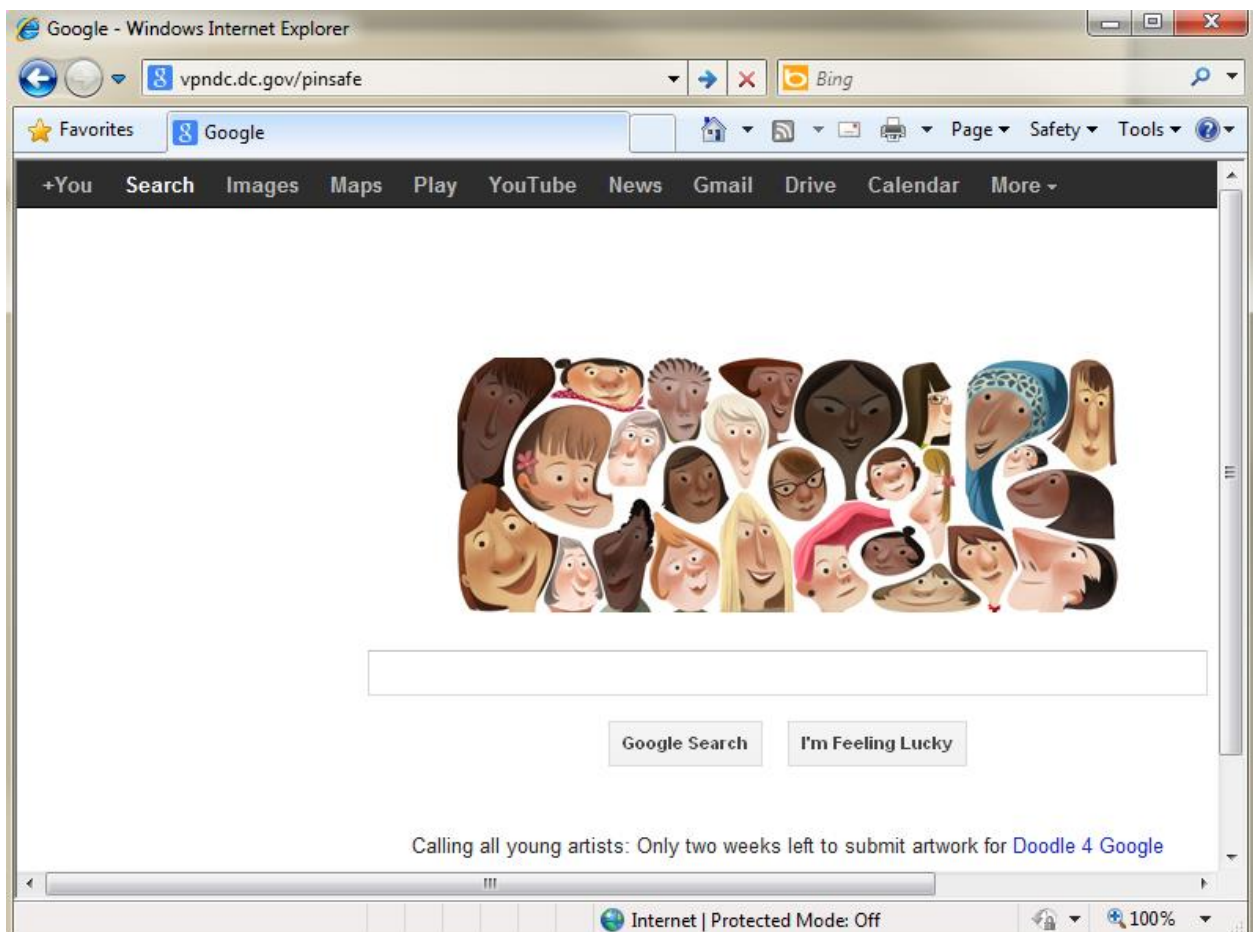 Google - Windows Internet Explorer
vpndc.dc.gov/pinsafe
Bing
Favorites
Google
Page
Safety
Tools
+You Search Images Maps Play YouTube News Gmail Drive Calendar More
Google Search
I'm Feeling Lucky
Calling all young artists: Only two weeks left to submit artwork for Doodle 4 Google
Internet | Protected Mode: Off
100%